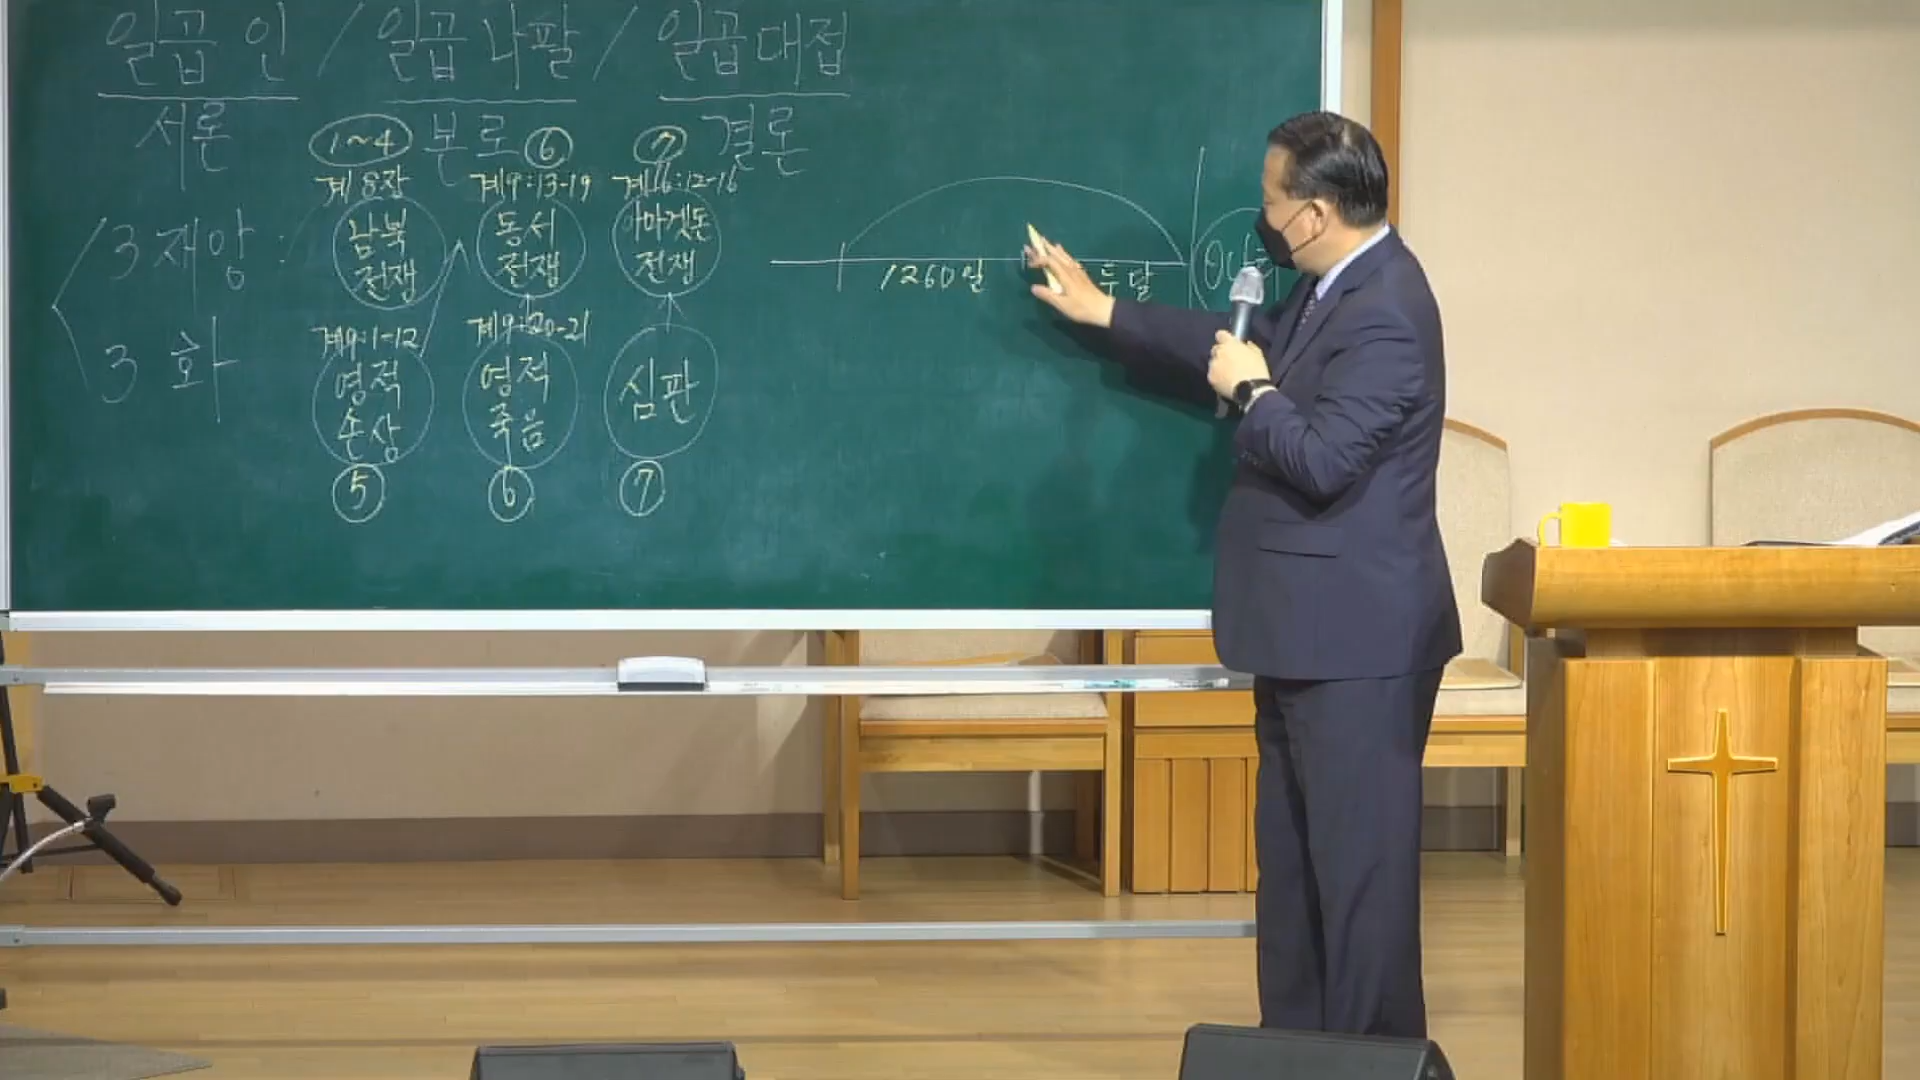 일곱 인 / 일곱 나팔 / 일곱 대접
서론 본론 결론
1~4 ⑥ ⑦
계 8장 계9:13-19 계16:12-16
3 재앙 : 남북 전쟁 동서 전쟁 아마겟돈 전쟁
계9:1-12 계9:20-21
3 화 영적 손상 영적 죽음 심판
⑤ ⑥ ⑦
1260일